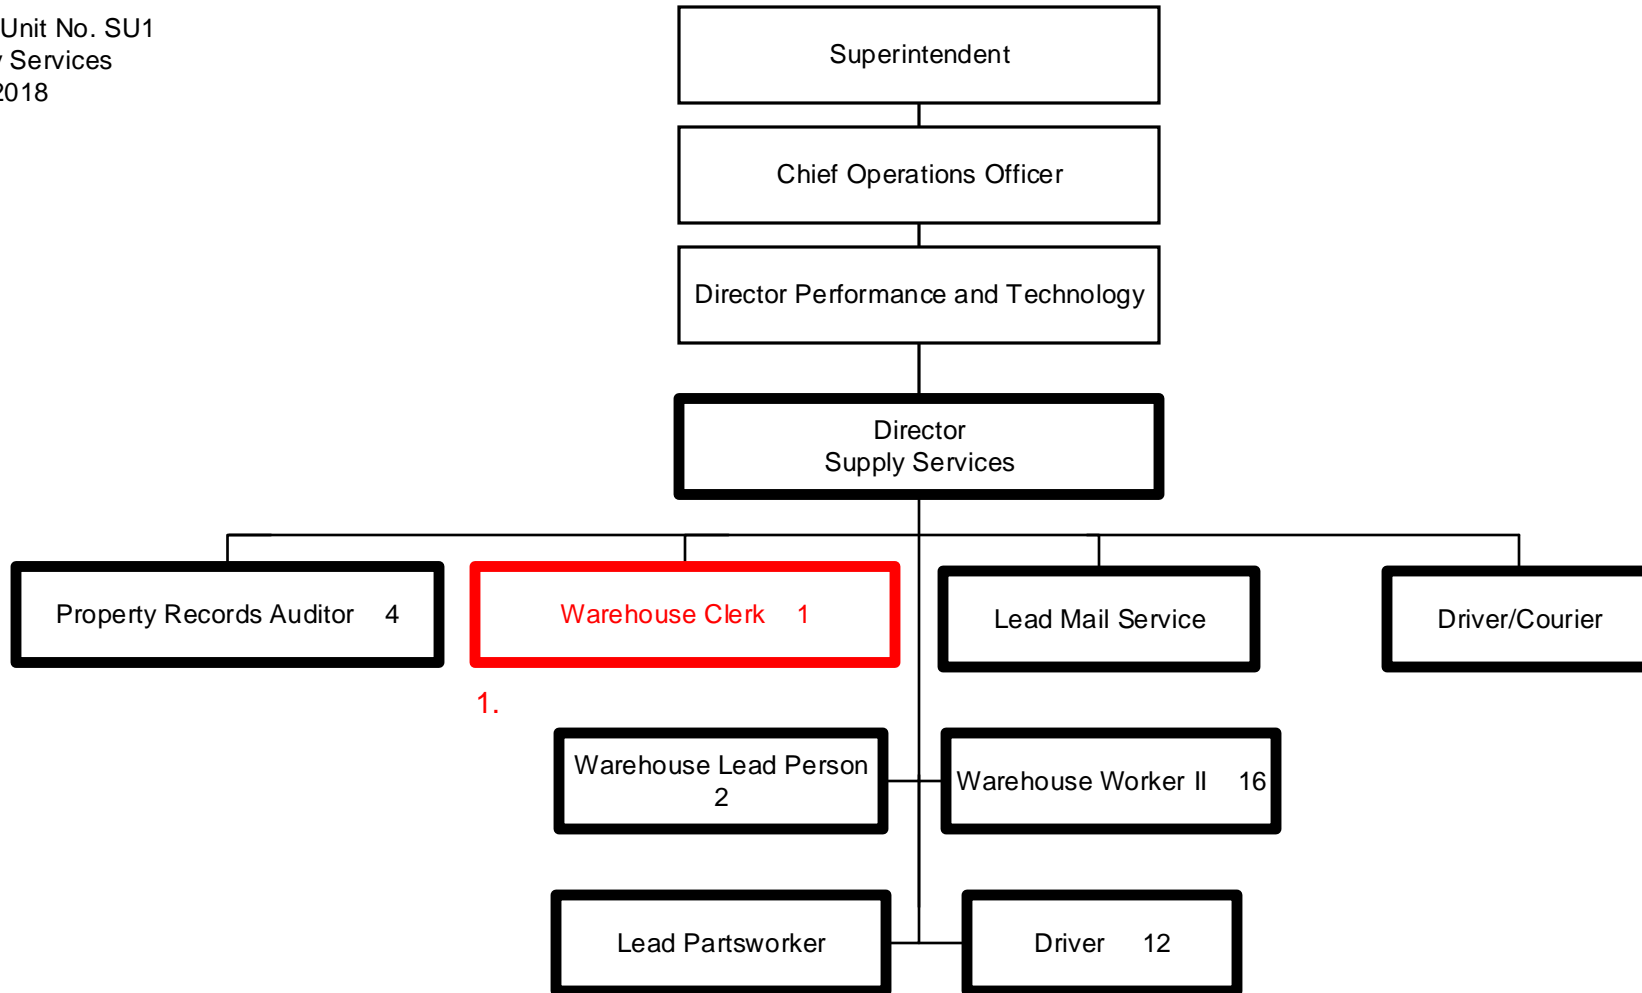 Unit No. SU1
Services
2018
Superintendent
Chief Operations Officer
Director Performance and Technology
Director
Supply Services
Property Records Auditor 4
Warehouse Clerk 1
Lead Mail Service
Driver/Courier
1.
Warehouse Lead Person
2
Warehouse Worker II 16
Lead Partsworker
Driver 12